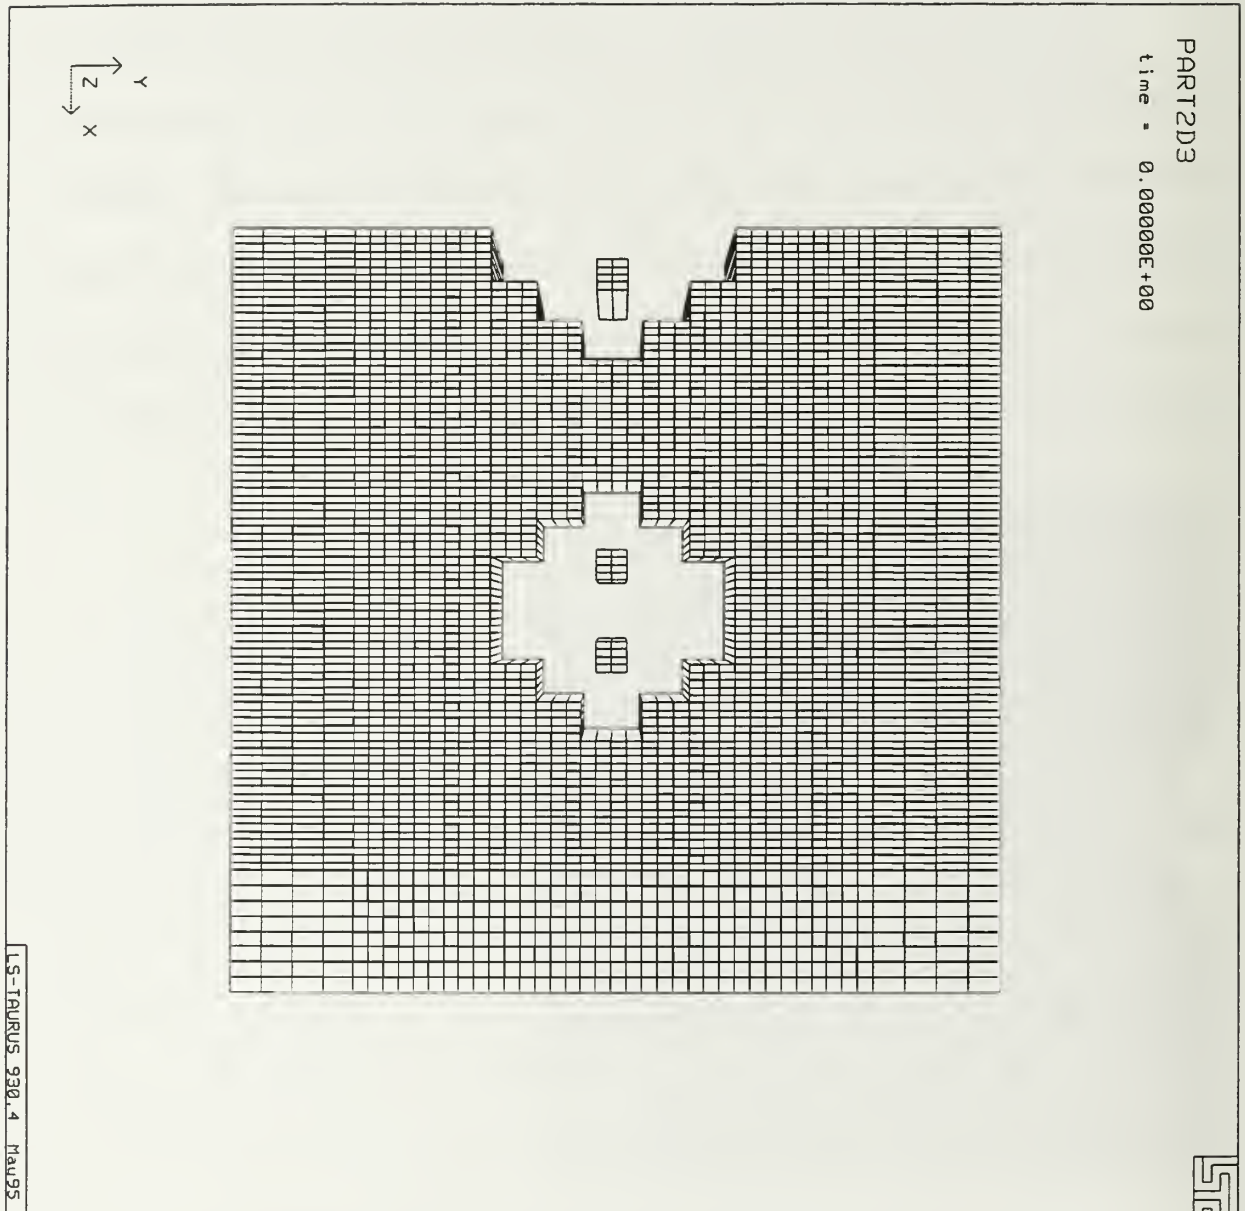 PART2D3
time = 0.00000E+00
Y
Z
X
LS-TAURUS 930.4 May95